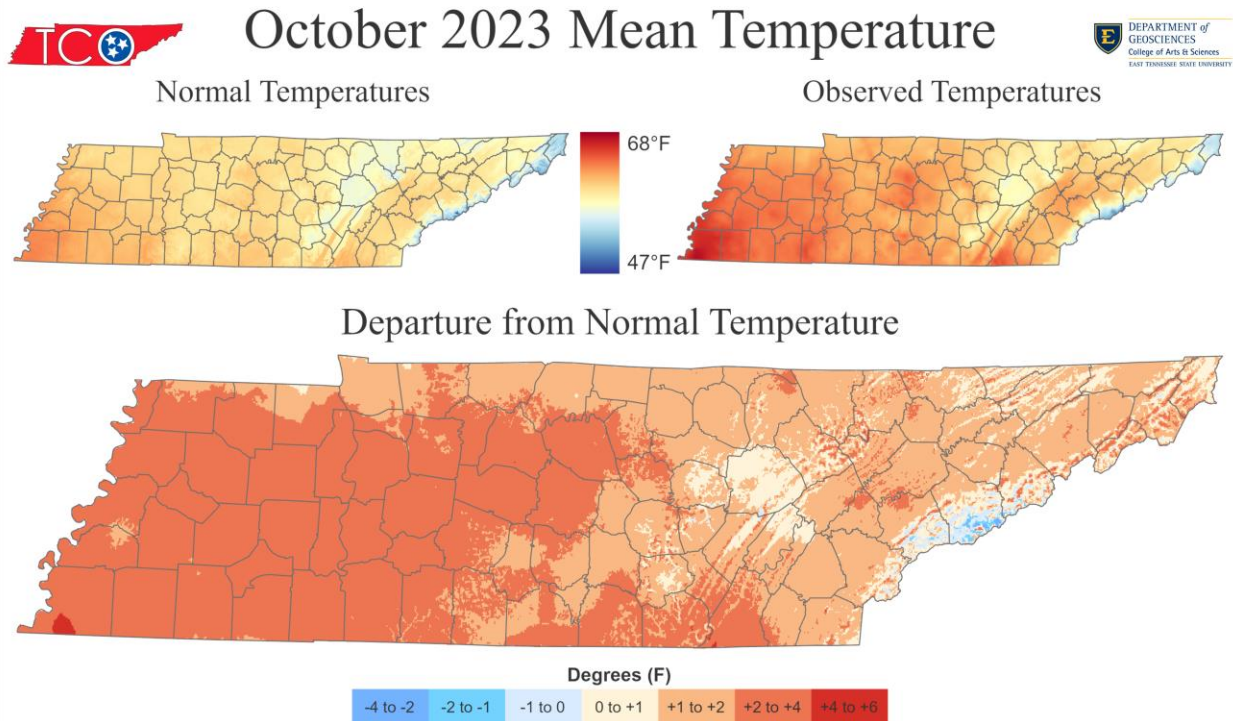 TCO
October 2023 Mean Temperature
E
DEPARTMENT of
GEOSCIENCES
College of Arts & Sciences
EAST TENNESSEE STATE UNIVERSITY
Normal Temperatures
Observed Temperatures
68°F
47°F
Departure from Normal Temperature
Degrees (F)
-4 to -2 -2 to -1 -1 to 0 0 to +1 +1 to +2 +2 to +4 +4 to +6